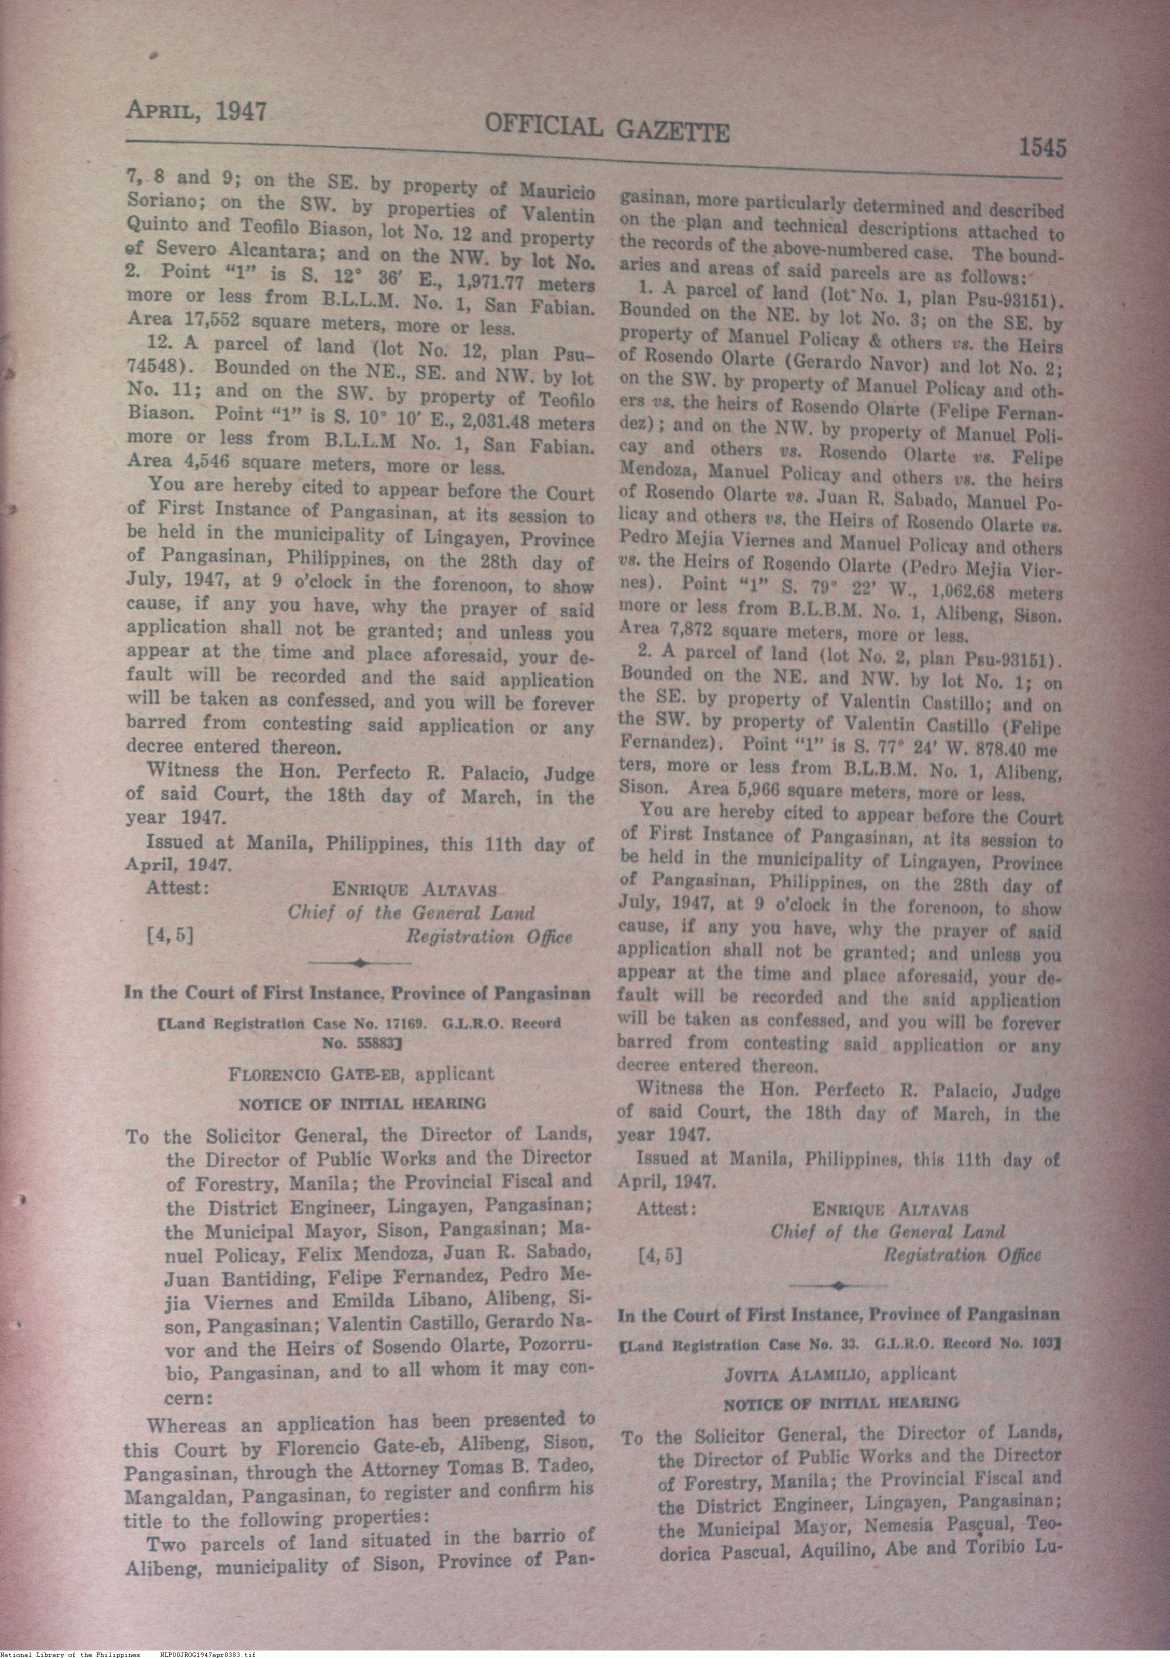 APRIL, 1947
OFFICIAL GAZETTE
1545
7, 8 and 9; on the SE. by property of Mauricio
Soriano; on the SW. by properties of Valentin
Quinto and Teofilo Biason, lot No. 12 and property
of Severo Alcantara; and on the NW. by lot No.
2. Point "1" is S. 12° 36′ E., 1,971.77 meters
more or less from B.L.L.M. No. 1, San Fabian.
Area 17,552 square meters, more or less.
12. A parcel of land (lot No. 12, plan Psu-
74548). Bounded on the NE., SE. and NW. by lot
No. 11; and on the SW. by property of Teofilo
Biason. Point "1" is S. 10° 10′ E., 2,031.48 meters
more or less from B.L.L.M No. 1, San Fabian.
Area 4,546 square meters, more or less.
You are hereby cited to appear before the Court
of First Instance of Pangasinan, at its session to
be held in the municipality of Lingayen, Province
of Pangasinan, Philippines, on the 28th day of
July, 1947, at 9 o'clock in the forenoon, to show
cause, if any you have, why the prayer of said
application shall not be granted; and unless you
appear at the time and place aforesaid, your de-
fault will be recorded and the said application
will be taken as confessed, and you will be forever
barred from contesting said application or any
decree entered thereon.
Witness the Hon. Perfecto R. Palacio, Judge
of said Court, the 18th day of March, in the
year 1947.
Issued at Manila, Philippines, this 11th day of
April, 1947.
Attest: ENRIQUE ALTAVAS
Chief of the General Land
[4, 5] Registration Office
In the Court of First Instance, Province of Pangasinan
[Land Registration Case No. 17169. G.L.R.O. Record
No. 55883]
FLORENCIO GATE-EB, applicant
NOTICE OF INITIAL HEARING
To the Solicitor General, the Director of Lands,
the Director of Public Works and the Director
of Forestry, Manila; the Provincial Fiscal and
the District Engineer, Lingayen, Pangasinan;
the Municipal Mayor, Sison, Pangasinan; Ma-
nuel Policay, Felix Mendoza, Juan R. Sabado,
Juan Bantiding, Felipe Fernandez, Pedro Me-
jia Viernes and Emilda Libano, Alibeng, Si-
son, Pangasinan; Valentin Castillo, Gerardo Na-
vor and the Heirs of Sosendo Olarte, Pozorru-
bio, Pangasinan, and to all whom it may con-
cern:
Whereas an application has been presented to
this Court by Florencio Gate-eb, Alibeng, Sison,
Pangasinan, through the Attorney Tomas B. Tadeo,
Mangaldan, Pangasinan, to register and confirm his
title to the following properties:
Two parcels of land situated in the barrio of
Alibeng, municipality of Sison, Province of Pan-
gasinan, more particularly determined and described
on the plan and technical descriptions attached to
the records of the above-numbered case. The bound-
aries and areas of said parcels are as follows:
1. A parcel of land (lot No. 1, plan Psu-93151).
Bounded on the NE. by lot No. 3; on the SE. by
property of Manuel Policay & others vs. the Heirs
of Rosendo Olarte (Gerardo Navor) and lot No. 2;
on the SW. by property of Manuel Policay and oth-
ers vs. the heirs of Rosendo Olarte (Felipe Fernan-
dez); and on the NW. by property of Manuel Poli-
cay and others vs. Rosendo Olarte vs. Felipe
Mendoza, Manuel Policay and others vs. the heirs
of Rosendo Olarte vs. Juan R. Sabado, Manuel Po-
licay and others vs. the Heirs of Rosendo Olarte vs.
Pedro Mejia Viernes and Manuel Policay and others
vs. the Heirs of Rosendo Olarte (Pedro Mejia Vier-
nes). Point "1" S. 79° 22′ W., 1,062.68 meters
more or less from B.L.B.M. No. 1, Alibeng, Sison.
Area 7,872 square meters, more or less.
2. A parcel of land (lot No. 2, plan Psu-93151).
Bounded on the NE. and NW. by lot No. 1; on
the SE. by property of Valentin Castillo; and on
the SW. by property of Valentin Castillo (Felipe
Fernandez). Point "1" is S. 77° 24′ W. 878.40 me
ters, more or less from B.L.B.M. No. 1, Alibeng,
Sison. Area 5,966 square meters, more or less.
You are hereby cited to appear before the Court
of First Instance of Pangasinan, at its session to
be held in the municipality of Lingayen, Province
of Pangasinan, Philippines, on the 28th day of
July, 1947, at 9 o'clock in the forenoon, to show
cause, if any you have, why the prayer of said
application shall not be granted; and unless you
appear at the time and place aforesaid, your de-
fault will be recorded and the said application
will be taken as confessed, and you will be forever
barred from contesting said application or any
decree entered thereon.
Witness the Hon. Perfecto R. Palacio, Judge
of said Court, the 18th day of March, in the
year 1947.
Issued at Manila, Philippines, this 11th day of
April, 1947.
Attest: ENRIQUE ALTAVAS
Chief of the General Land
[4, 5] Registration Office
In the Court of First Instance, Province of Pangasinan
[Land Registration Case No. 33. G.L.R.O. Record No. 103]
JOVITA ALAMILIO, applicant
NOTICE OF INITIAL HEARING
To the Solicitor General, the Director of Lands,
the Director of Public Works and the Director
of Forestry, Manila; the Provincial Fiscal and
the District Engineer, Lingayen, Pangasinan;
the Municipal Mayor, Nemesia Pascual, Teo-
dorica Pascual, Aquilino, Abe and Toribio Lu-
National Library of the Philippines NLP00JROG1947apr0383.tif